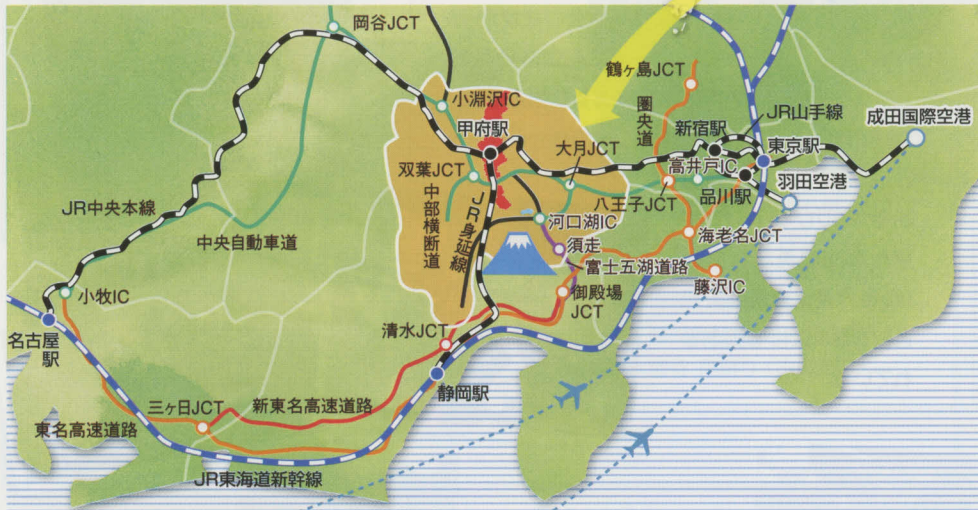 岡谷JCT
鶴ヶ島JCT
小淵沢IC
圏央道
JR山手線
成田国際空港
甲府駅
新宿駅
大月JCT
東京駅
双葉JCT
高井戸IC
羽田空港
中部横断道
八王子JCT
品川駅
JR身延線
河口湖IC
JR中央本線
須走
海老名JCT
中央自動車道
富士五湖道路
小牧IC
御殿場
JCT
藤沢IC
清水JCT
名古屋
駅
静岡駅
三ヶ日JCT
新東名高速道路
東名高速道路
JR東海道新幹線